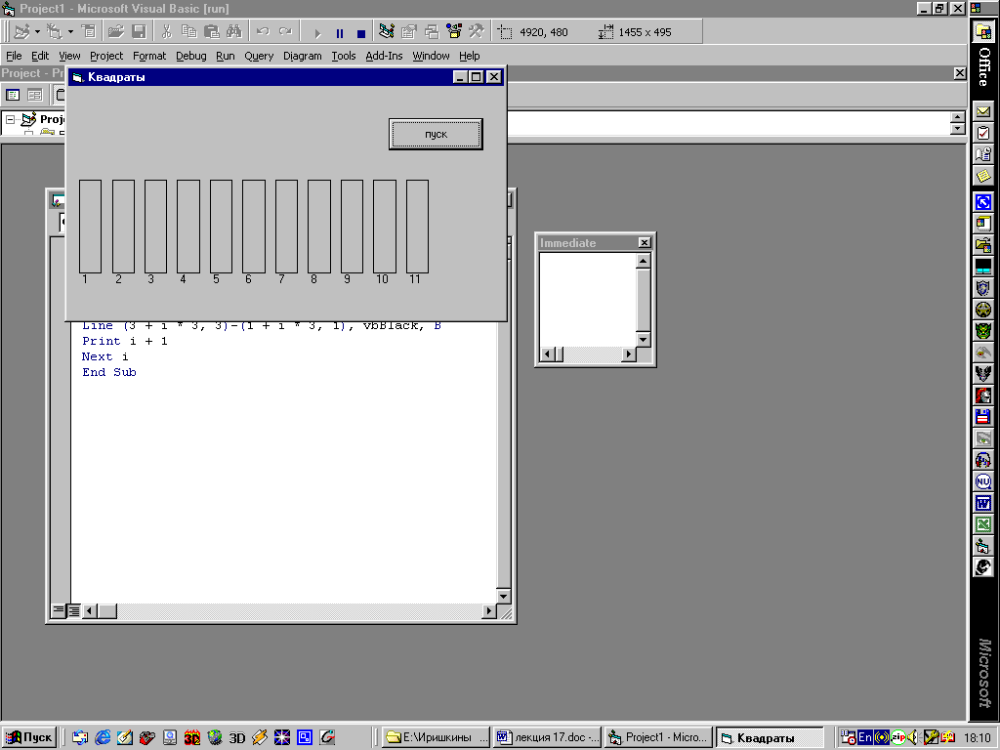 Project1 - Microsoft Visual Basic [run]
4920, 480
1455 x 495
File Edit View Project Format Debug Run Query Diagram Tools Add-Ins Window Help
Project - Pr
Квадраты
Proj
пуск
1 2 3 4 5 6 7 8 9 10 11
Line (3 + i * 3, 3)-(1 + i * 3, 1), vbBlack, B
Print i + 1
Next i
End Sub
Immediate
Office
NU
Microsoft
Пуск
3D
E:\Иришкины ...
лекция 17.doc -...
Project1 - Micro...
Квадраты
En
zip
18:10